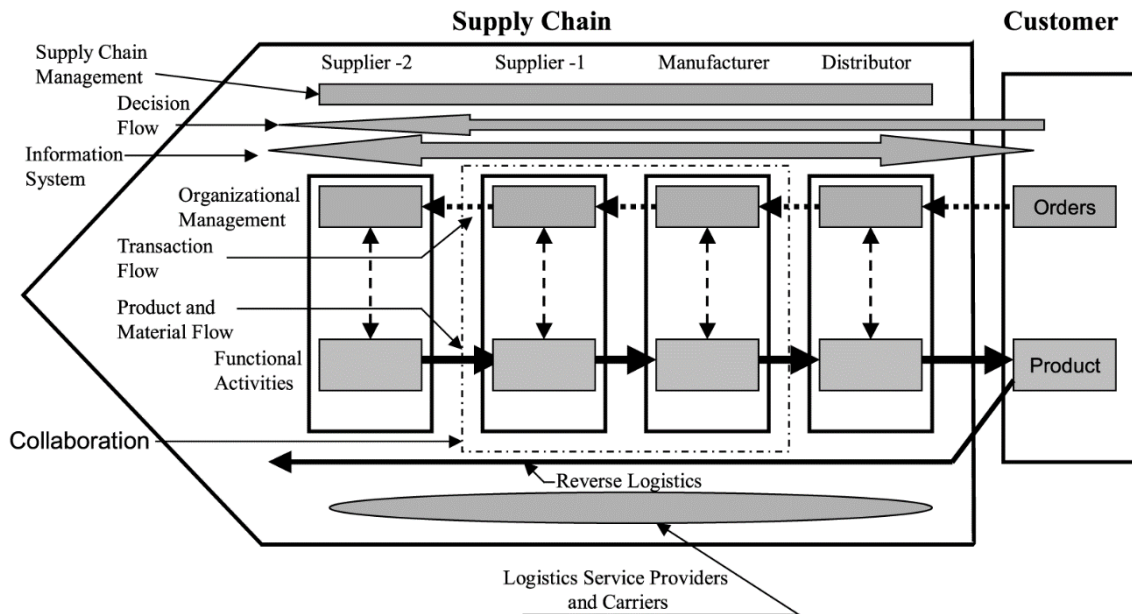 Supply Chain
Customer
Supply Chain
Management
Supplier -2
Supplier -1
Manufacturer
Distributor
Decision
Flow
Information
System
Organizational
Management
Orders
Transaction
Flow
Product and
Material Flow
Functional
Activities
Product
Collaboration
Reverse Logistics
Logistics Service Providers
and Carriers